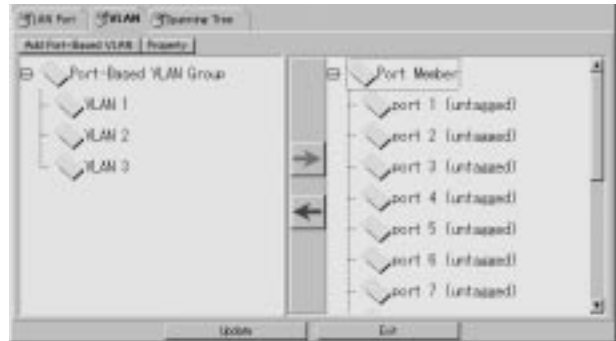 LAN Port VLAN Spanning Tree
Add Port-Based VLAN Property
Port-Based VLAN Group
VLAN 1
VLAN 2
VLAN 3
Port Member
port 1 (untagged)
port 2 (untagged)
port 3 (untagged)
port 4 (untagged)
port 5 (untagged)
port 6 (untagged)
port 7 (untagged)
Update Exit